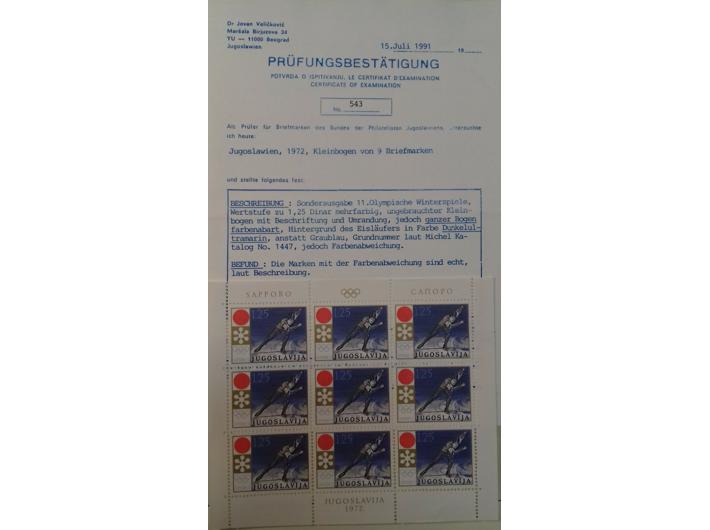 Dr Jovan Veličković
Maršala Birjuzova 34
TU — 11000 Beograd
Jugoslawien
15.Juli 1991 19
PRÜFUNGSBESTÄTIGUNG
POTVRDA O ISPITIVANJU, LE CERTIFIKAT D'EXAMINATION
CERTIFICATE OF EXAMINATION
No. 543
Als Prüfer für Briefmarken des Bundes der Philatelisten Jugoslawiens, untersuchte
ich heute:
Jugoslawien, 1972, Kleinbogen von 9 Briefmarken
und stellte folgendes fest:
BESCHREIBUNG : Sonderausgabe 11.Olympische Winterspiele,
Wertstufe zu 1,25 Dinar mehrfarbig, ungebrauchter Klein-
bogen mit Beschriftung und Umrandung, jedoch ganzer Bogen
farbenabart, Hintergrund des Eisläufers in Farbe Dunkelul-
tramarin, anstatt Graublau, Grundnummer laut Michel Ka-
talog No. 1447, jedoch Farbenabweichung.
BEFUND : Die Marken mit der Farbenabweichung sind echt,
laut Beschreibung.
SAPPORO САПОРО
1.25 1.25 1.25
JUGOSLAVIJA JUGOSLAVIJA JUGOSLAVIJA
1.25 1.25 1.25
JUGOSLAVIJA JUGOSLAVIJA JUGOSLAVIJA
1.25 1.25 1.25
JUGOSLAVIJA JUGOSLAVIJA JUGOSLAVIJA
JUGOSLAVIJA
1972